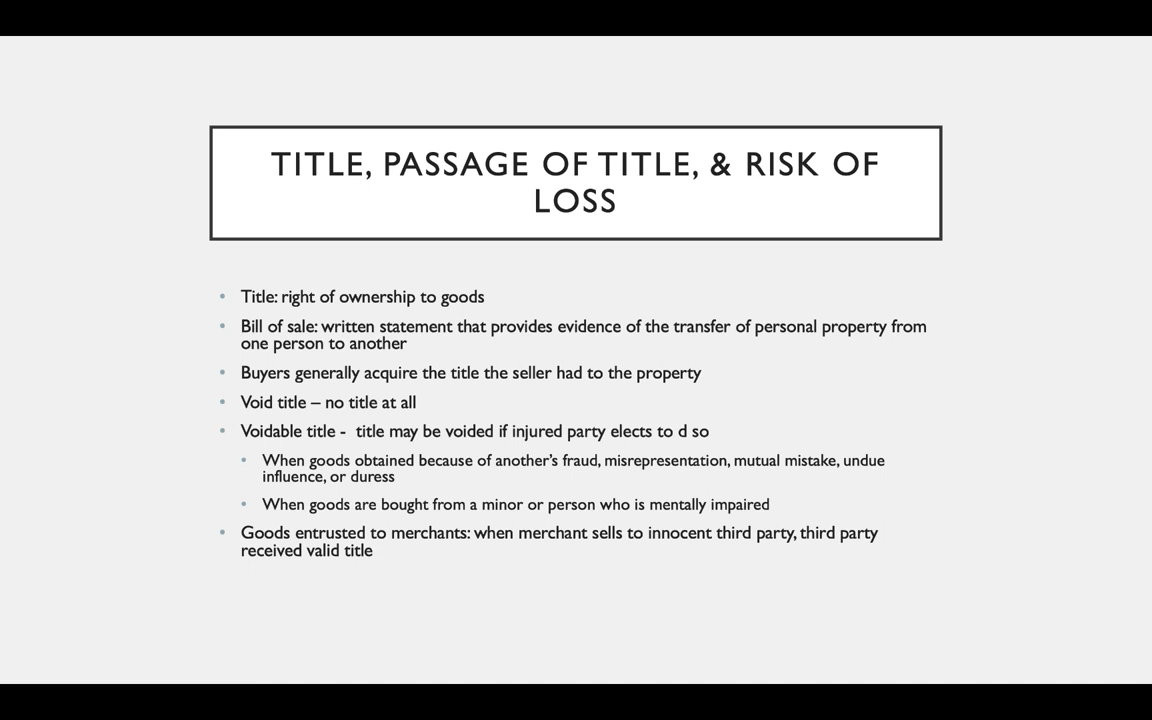 TITLE, PASSAGE OF TITLE, & RISK OF
LOSS
• Title: right of ownership to goods
• Bill of sale: written statement that provides evidence of the transfer of personal property from
one person to another
• Buyers generally acquire the title the seller had to the property
• Void title – no title at all
• Voidable title -  title may be voided if injured party elects to d so
• When goods obtained because of another’s fraud, misrepresentation, mutual mistake, undue
influence, or duress
• When goods are bought from a minor or person who is mentally impaired
• Goods entrusted to merchants: when merchant sells to innocent third party, third party
received valid title